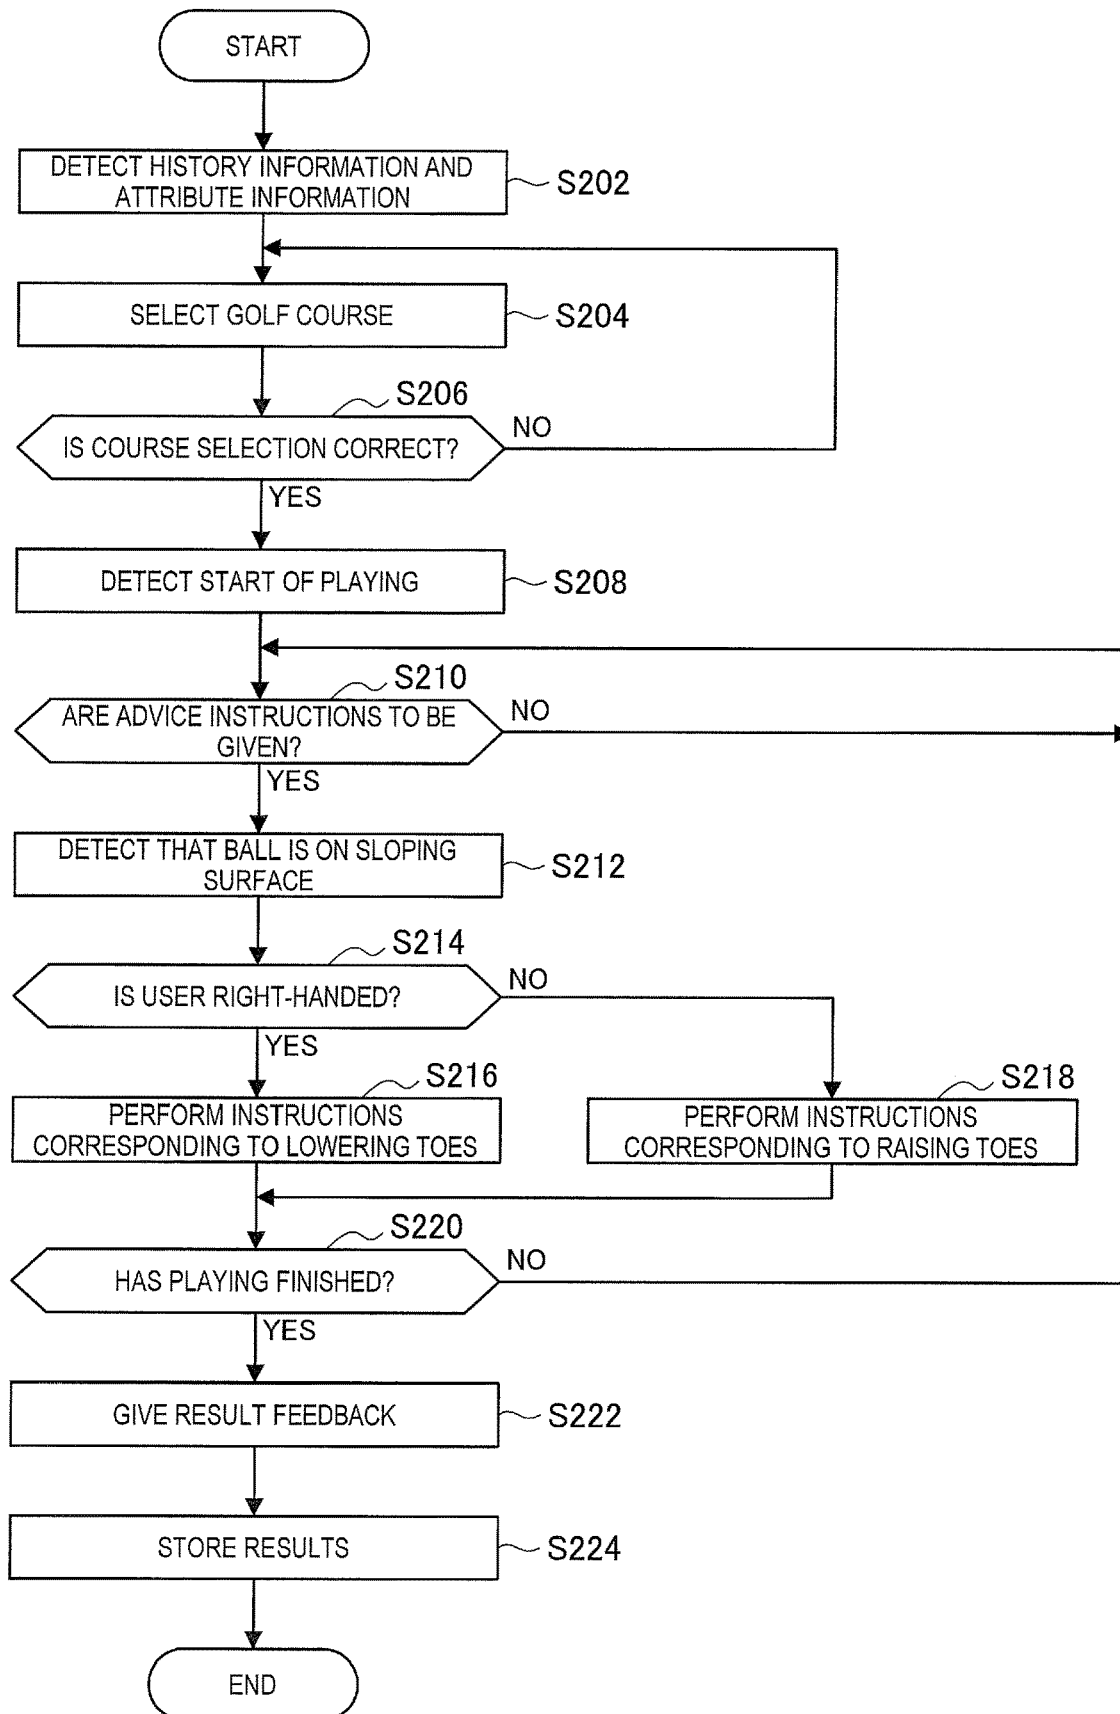 START
DETECT HISTORY INFORMATION AND
ATTRIBUTE INFORMATION
S202
SELECT GOLF COURSE
S204
S206
IS COURSE SELECTION CORRECT?
NO
YES
DETECT START OF PLAYING
S208
S210
ARE ADVICE INSTRUCTIONS TO BE
GIVEN?
NO
YES
DETECT THAT BALL IS ON SLOPING
SURFACE
S212
S214
IS USER RIGHT-HANDED?
NO
YES
S216
PERFORM INSTRUCTIONS
CORRESPONDING TO LOWERING TOES
S218
PERFORM INSTRUCTIONS
CORRESPONDING TO RAISING TOES
S220
HAS PLAYING FINISHED?
NO
YES
GIVE RESULT FEEDBACK
S222
STORE RESULTS
S224
END